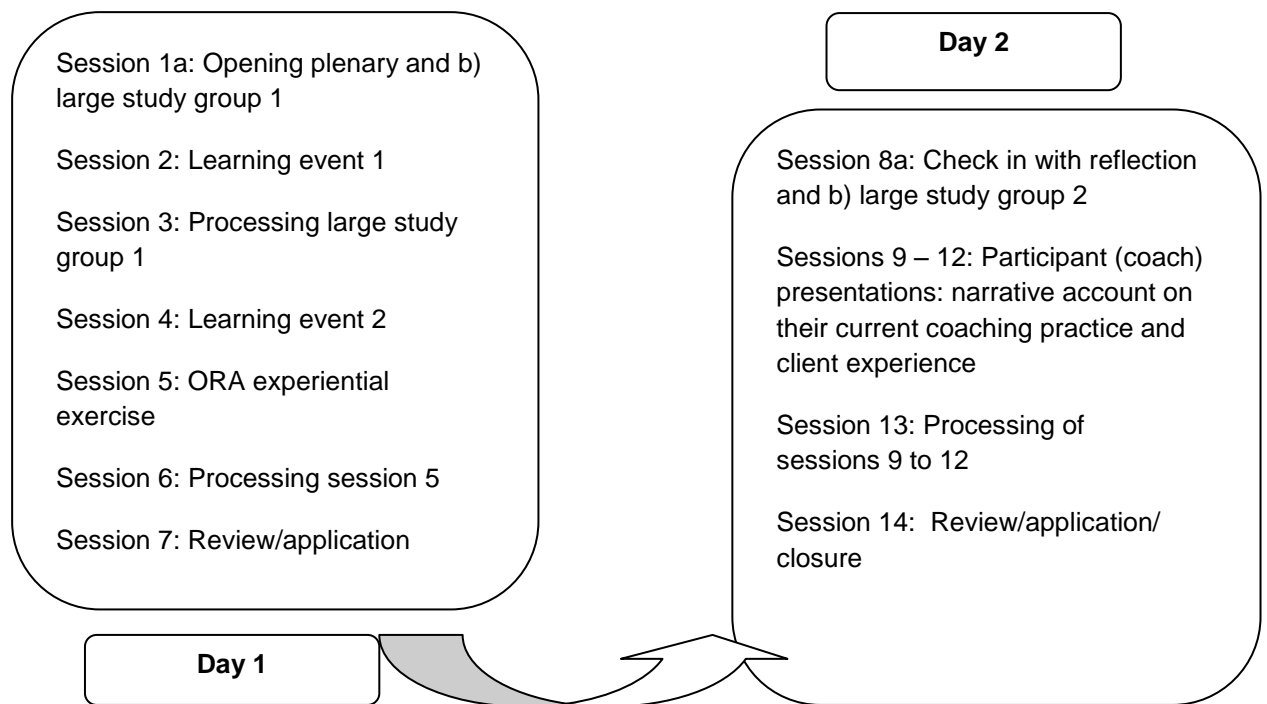 Session 1a: Opening plenary and b)
large study group 1
Session 2: Learning event 1
Session 3: Processing large study
group 1
Session 4: Learning event 2
Session 5: ORA experiential
exercise
Session 6: Processing session 5
Session 7: Review/application
Day 1
Day 2
Session 8a: Check in with reflection
and b) large study group 2
Sessions 9 – 12: Participant (coach)
presentations: narrative account on
their current coaching practice and
client experience
Session 13: Processing of
sessions 9 to 12
Session 14:  Review/application/
closure